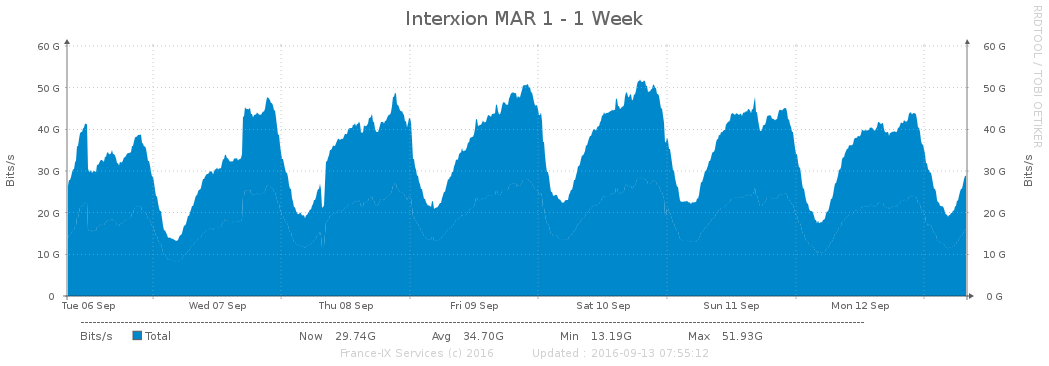 Interxion MAR 1 - 1 Week
RRDTOOL / TOBI OETIKER
Bits/s
60 G
50 G
40 G
30 G
20 G
10 G
0
60 G
50 G
40 G
30 G
20 G
10 G
0 G
Bits/s
Tue 06 Sep Wed 07 Sep Thu 08 Sep Fri 09 Sep Sat 10 Sep Sun 11 Sep Mon 12 Sep
Bits/s Total Now 29.74G Avg 34.70G Min 13.19G Max 51.93G
France-IX Services (c) 2016 Updated : 2016-09-13 07:55:12